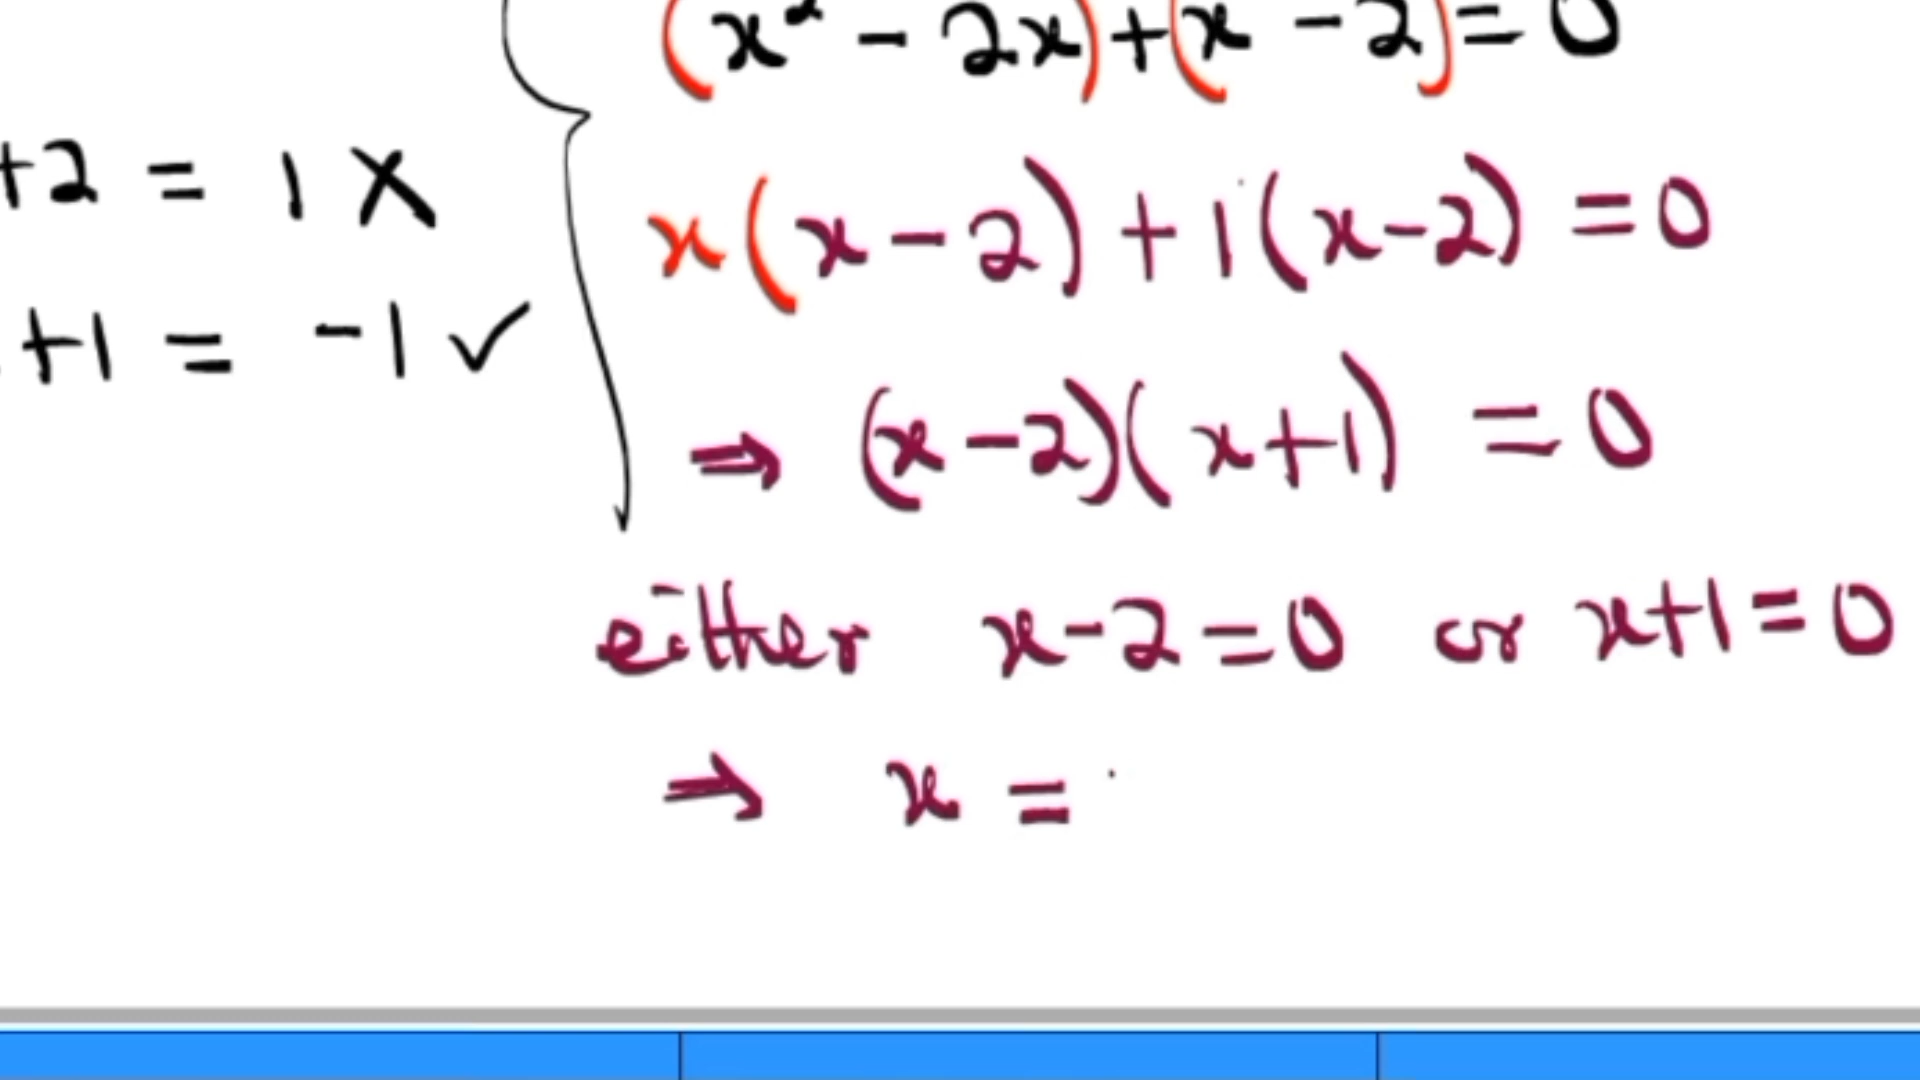 (x² - 2x) + (x - 2) = 0
+2 = 1 ✗
x(x - 2) + 1(x - 2) = 0
+1 = -1 ✓
⇒ (x - 2)(x + 1) = 0
either x - 2 = 0 or x + 1 = 0
⇒ x =